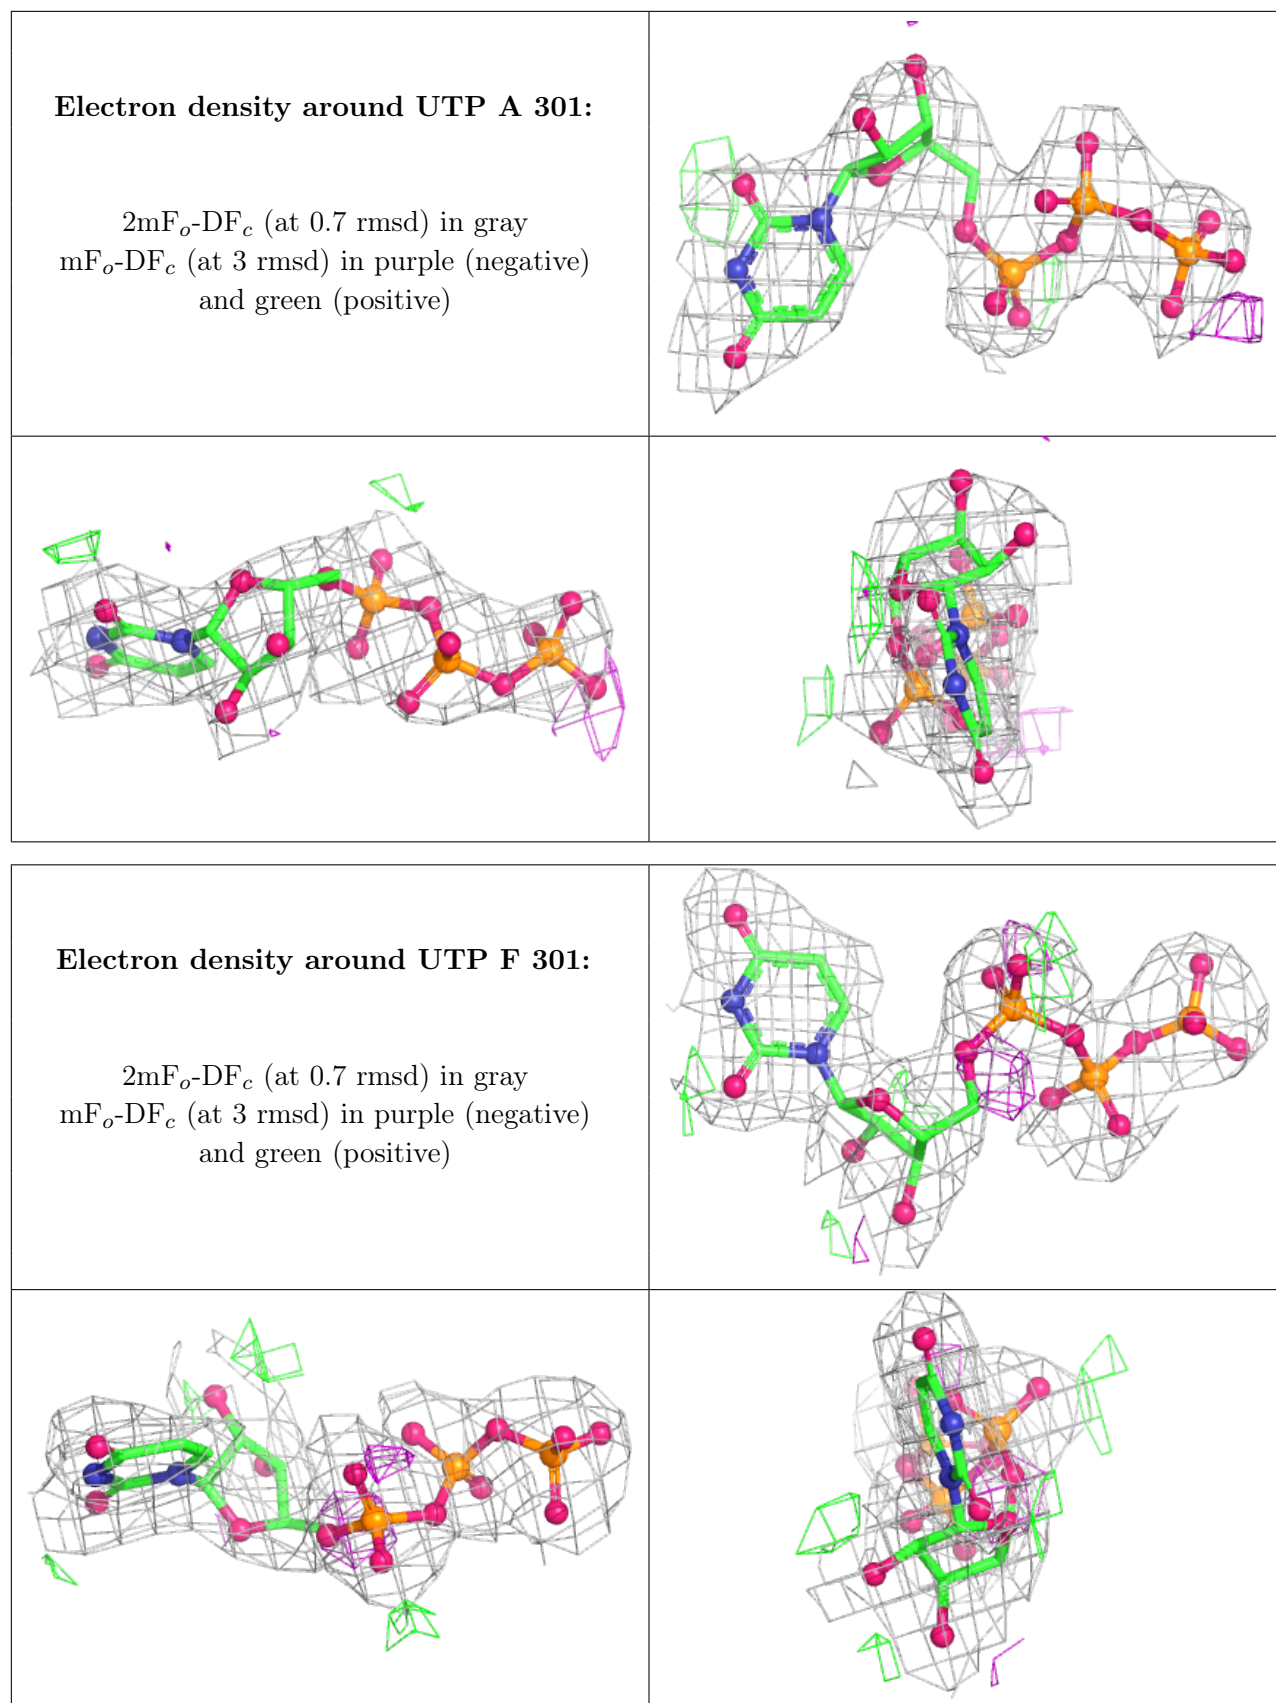 Electron density around UTP A 301:
2mFₒ-DF𝒸 (at 0.7 rmsd) in gray
mFₒ-DF𝒸 (at 3 rmsd) in purple (negative)
and green (positive)
Electron density around UTP F 301:
2mFₒ-DF𝒸 (at 0.7 rmsd) in gray
mFₒ-DF𝒸 (at 3 rmsd) in purple (negative)
and green (positive)